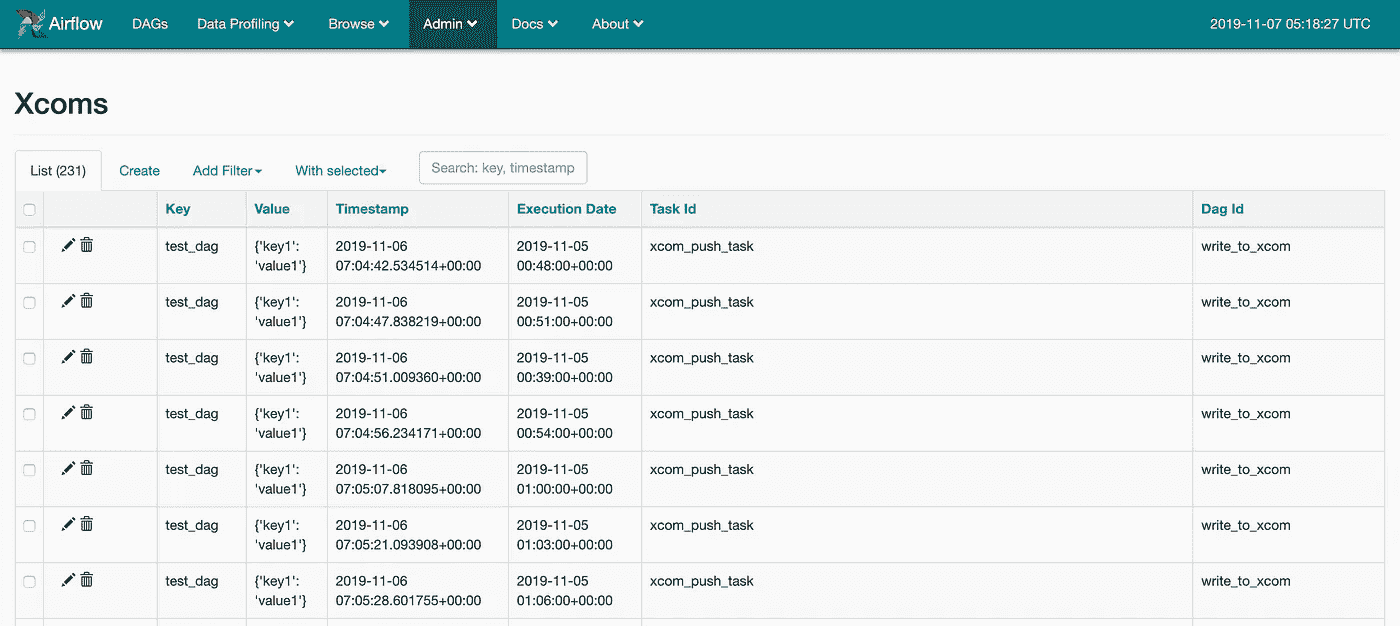 Airflow DAGs Data Profiling Browse Admin Docs About 2019-11-07 05:18:27 UTC
Xcoms
List (231) Create Add Filter With selected Search: key, timestamp
Key Value Timestamp Execution Date Task Id Dag Id
test_dag {'key1': 2019-11-06 2019-11-05 xcom_push_task write_to_xcom
'value1'} 07:04:42.534514+00:00 00:48:00+00:00
test_dag {'key1': 2019-11-06 2019-11-05 xcom_push_task write_to_xcom
'value1'} 07:04:47.838219+00:00 00:51:00+00:00
test_dag {'key1': 2019-11-06 2019-11-05 xcom_push_task write_to_xcom
'value1'} 07:04:51.009360+00:00 00:39:00+00:00
test_dag {'key1': 2019-11-06 2019-11-05 xcom_push_task write_to_xcom
'value1'} 07:04:56.234171+00:00 00:54:00+00:00
test_dag {'key1': 2019-11-06 2019-11-05 xcom_push_task write_to_xcom
'value1'} 07:05:07.818095+00:00 01:00:00+00:00
test_dag {'key1': 2019-11-06 2019-11-05 xcom_push_task write_to_xcom
'value1'} 07:05:21.093908+00:00 01:03:00+00:00
test_dag {'key1': 2019-11-06 2019-11-05 xcom_push_task write_to_xcom
'value1'} 07:05:28.601755+00:00 01:06:00+00:00